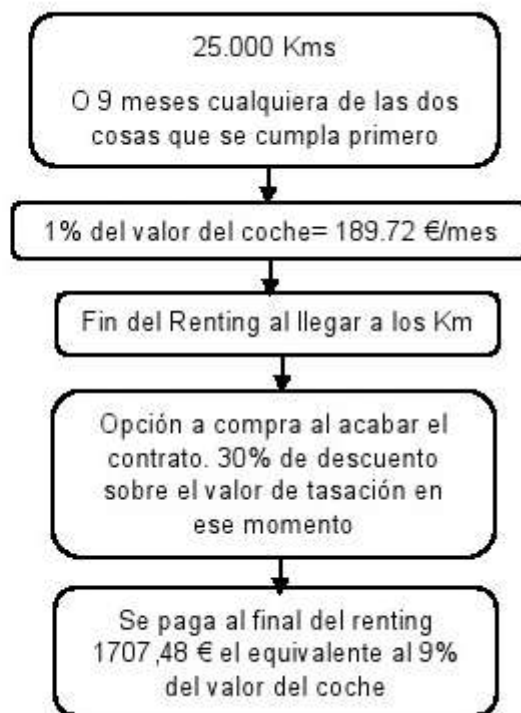 25.000 Kms
O 9 meses cualquiera de las dos
cosas que se cumpla primero
1% del valor del coche= 189.72 €/mes
Fin del Renting al llegar a los Km
Opción a compra al acabar el
contrato. 30% de descuento
sobre el valor de tasación en
ese momento
Se paga al final del renting
1707,48 € el equivalente al 9%
del valor del coche